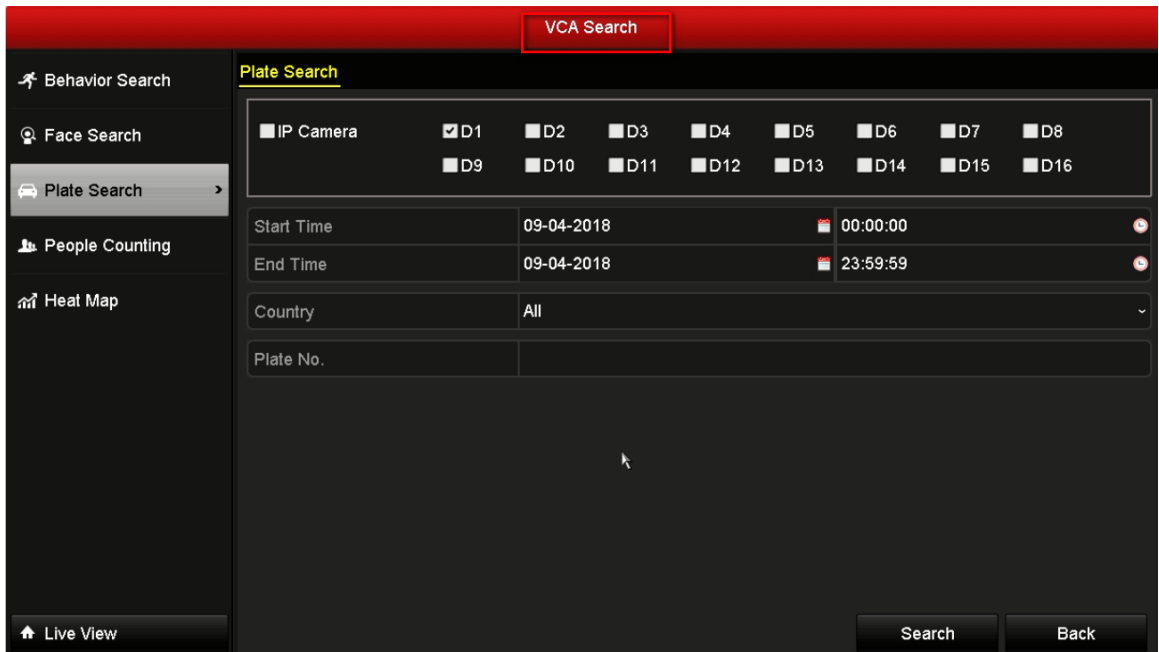 VCA Search
Behavior Search
Face Search
Plate Search
People Counting
Heat Map
Live View
Plate Search
IP Camera D1 D2 D3 D4 D5 D6 D7 D8
D9 D10 D11 D12 D13 D14 D15 D16
Start Time 09-04-2018 00:00:00
End Time 09-04-2018 23:59:59
Country All
Plate No.
Search Back